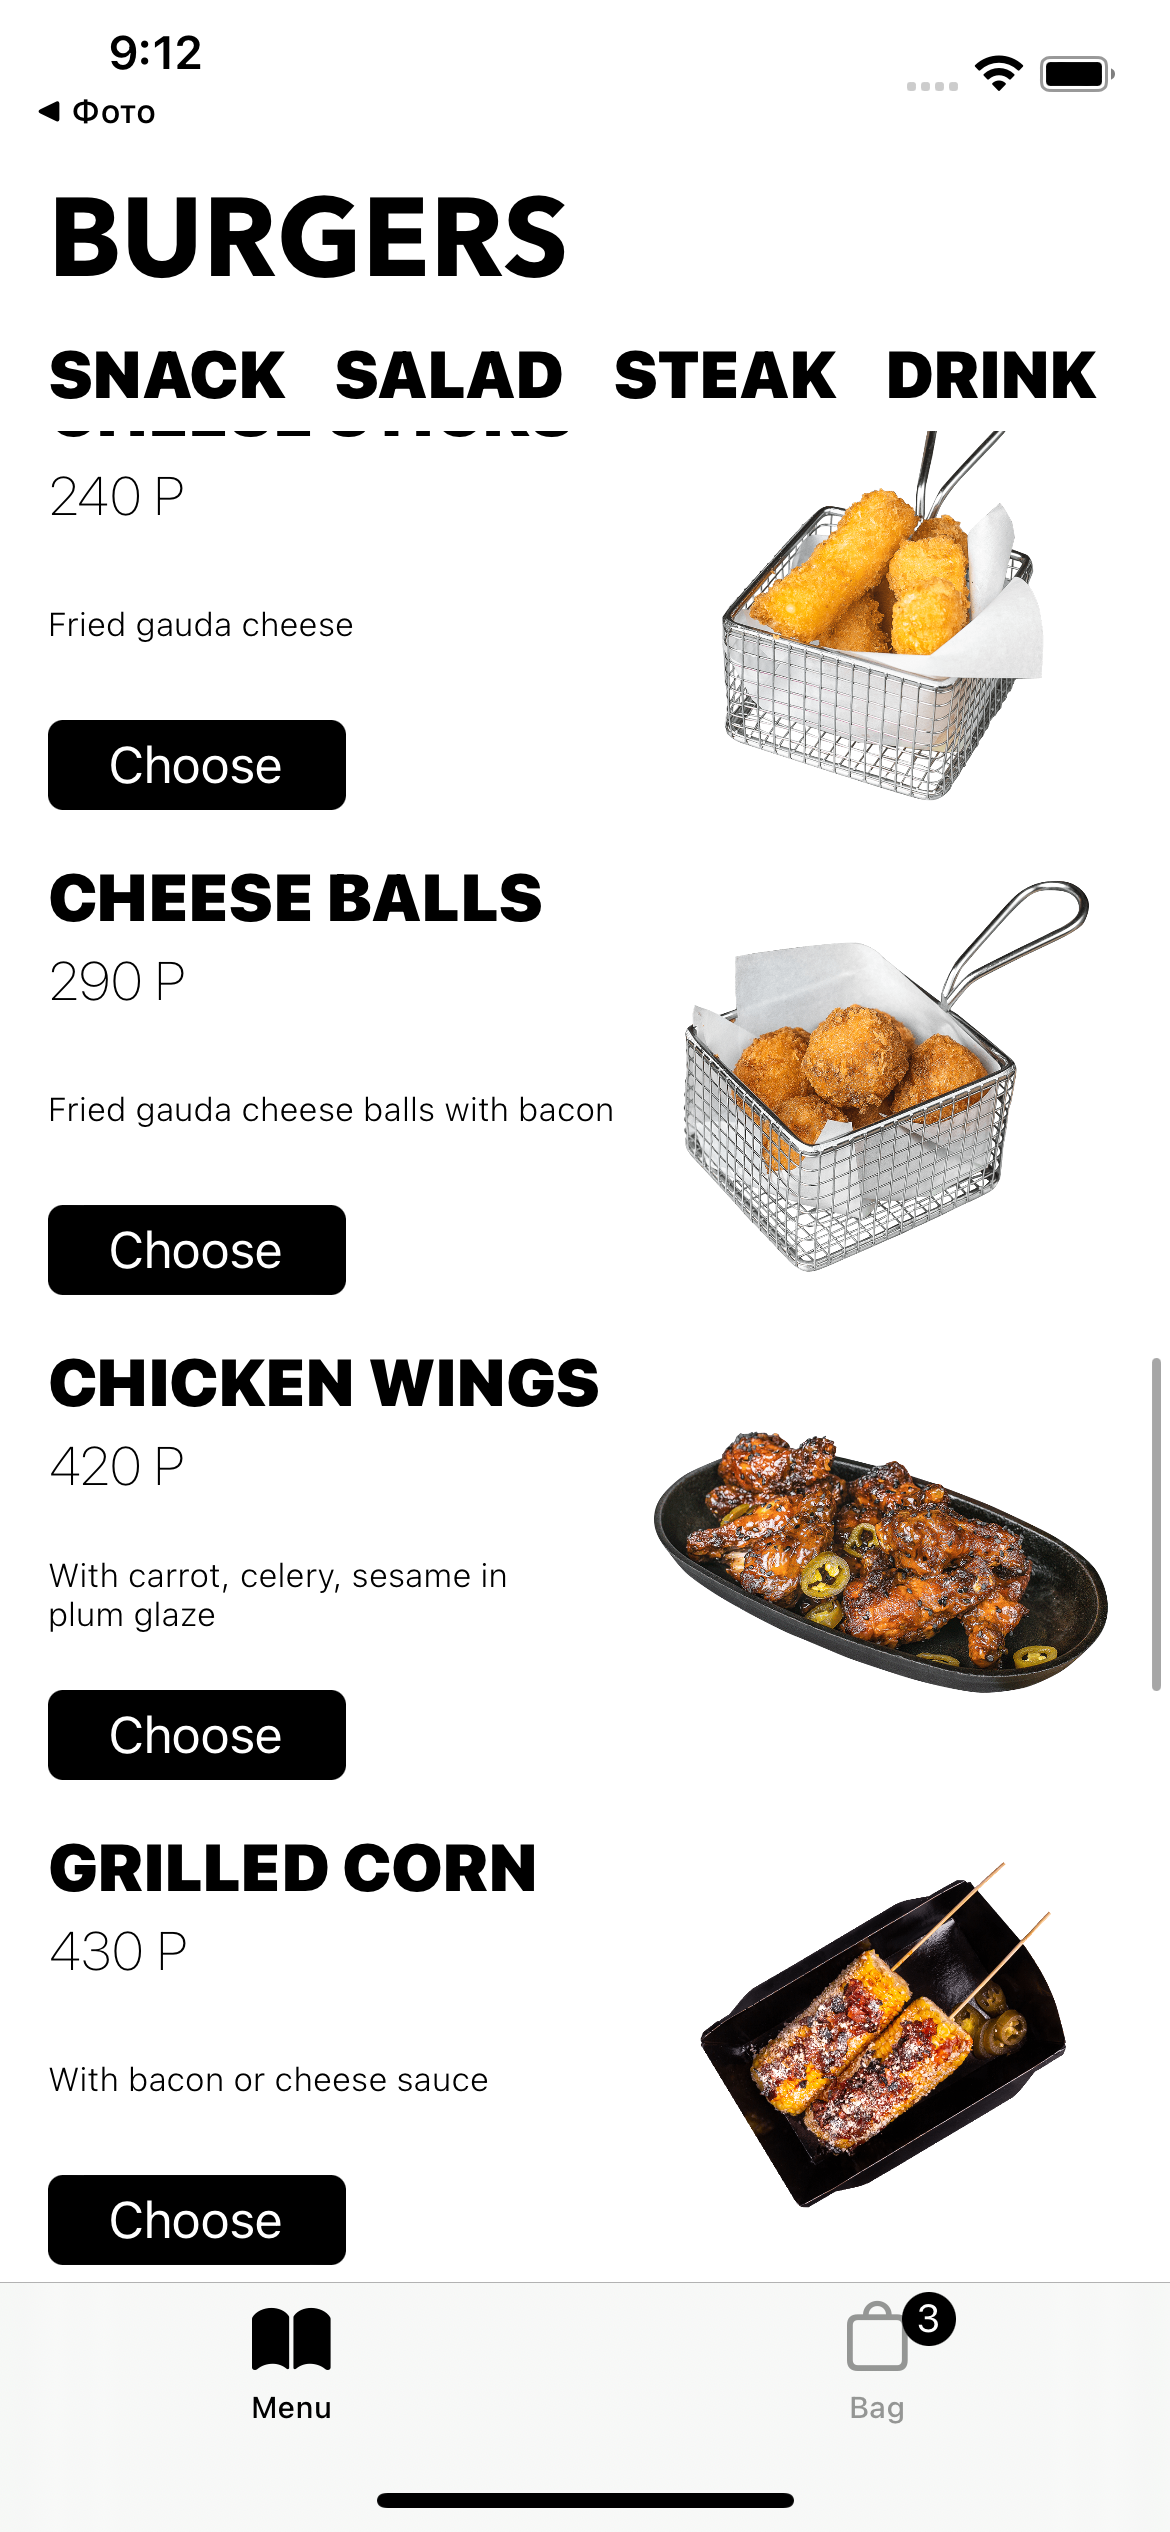 9:12
◀ Фото
BURGERS
SNACK SALAD STEAK DRINK
240 P
Fried gauda cheese
Choose
CHEESE BALLS
290 P
Fried gauda cheese balls with bacon
Choose
CHICKEN WINGS
420 P
With carrot, celery, sesame in
plum glaze
Choose
GRILLED CORN
430 P
With bacon or cheese sauce
Choose
3
Menu Bag